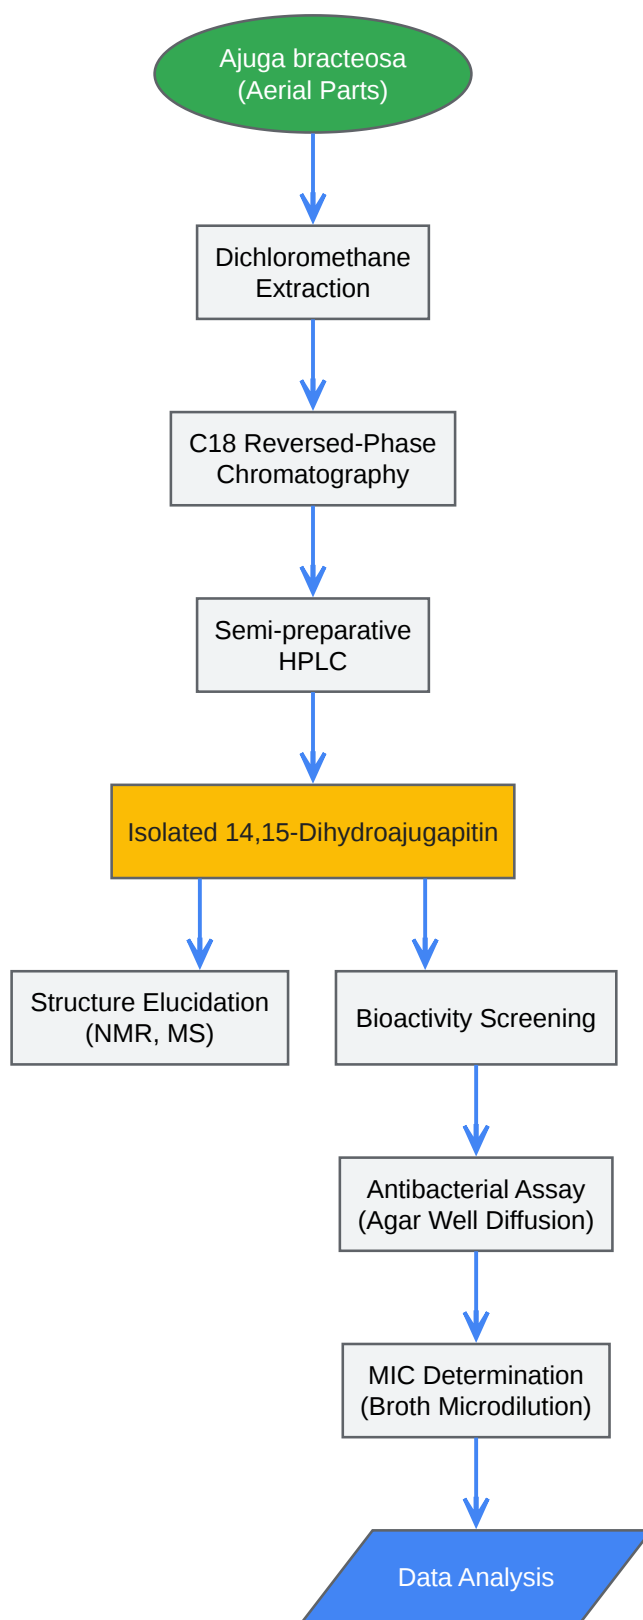 Ajuga bracteosa
(Aerial Parts)
Dichloromethane
Extraction
C18 Reversed-Phase
Chromatography
Semi-preparative
HPLC
Isolated 14,15-Dihydroajugapitin
Structure Elucidation
(NMR, MS)
Bioactivity Screening
Antibacterial Assay
(Agar Well Diffusion)
MIC Determination
(Broth Microdilution)
Data Analysis